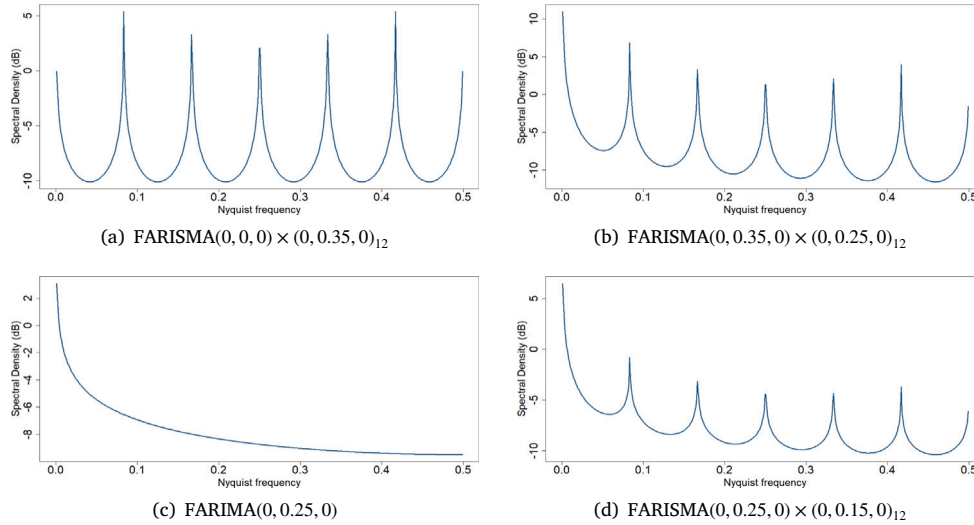 Spectral Density (dB)
5
0
-5
-10
0.0 0.1 0.2 0.3 0.4 0.5
Nyquist frequency
(a) FARISMA(0, 0, 0) × (0, 0.35, 0)₁₂
Spectral Density (dB)
10
5
0
-5
-10
0.0 0.1 0.2 0.3 0.4 0.5
Nyquist frequency
(b) FARISMA(0, 0.35, 0) × (0, 0.25, 0)₁₂
Spectral Density (dB)
2
0
-2
-4
-6
-8
0.0 0.1 0.2 0.3 0.4 0.5
Nyquist frequency
(c) FARIMA(0, 0.25, 0)
Spectral Density (dB)
5
0
-5
-10
0.0 0.1 0.2 0.3 0.4 0.5
Nyquist frequency
(d) FARISMA(0, 0.25, 0) × (0, 0.15, 0)₁₂